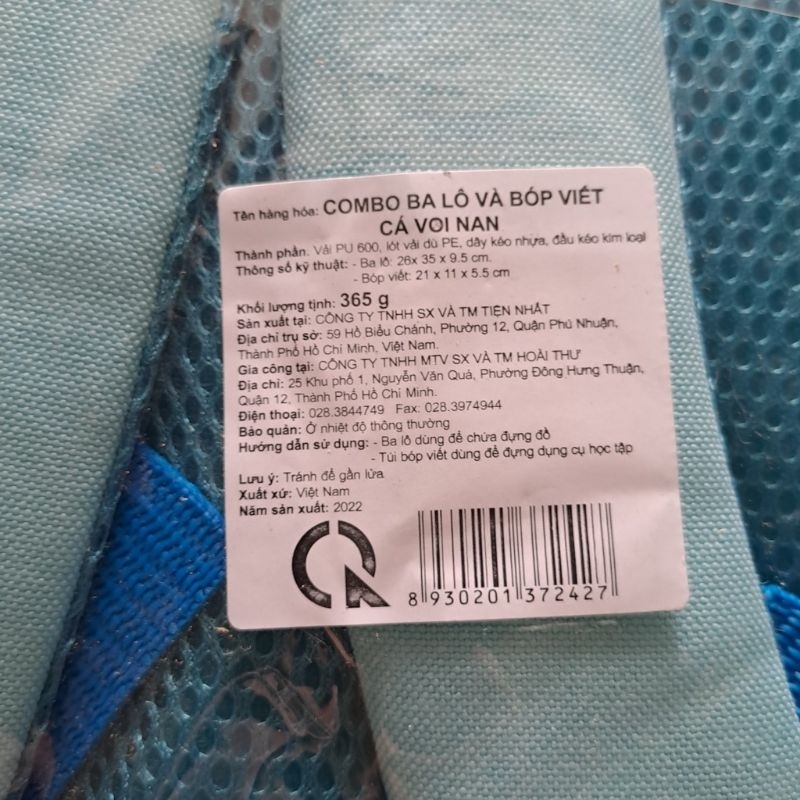 Tên hàng hóa: COMBO BA LÔ VÀ BÓP VIẾT
CÁ VOI NAN
Thành phần. Vải PU 600, lót vải dù PE, dây kéo nhựa, đầu kéo kim loại
Thông số kỹ thuật: - Ba lô: 26x 35 x 9.5 cm.
- Bóp viết: 21 x 11 x 5.5 cm
Khối lượng tịnh: 365 g
Sản xuất tại: CÔNG TY TNHH SX VÀ TM TIẾN NHẤT
Địa chỉ trụ sở: 59 Hồ Biểu Chánh, Phường 12, Quận Phú Nhuận,
Thành Phố Hồ Chí Minh, Việt Nam.
Gia công tại: CÔNG TY TNHH MTV SX VÀ TM HOÀI THƯ
Địa chỉ: 25 Khu phố 1, Nguyễn Văn Quá, Phường Đông Hưng Thuận,
Quận 12, Thành Phố Hồ Chí Minh.
Điện thoại: 028.3844749 Fax: 028.3974944
Bảo quản: Ở nhiệt độ thông thường
Hướng dẫn sử dụng: - Ba lô dùng để chứa đựng đồ
- Túi bóp viết dùng để đựng dụng cụ học tập
Lưu ý: Tránh để gần lửa
Xuất xứ: Việt Nam
Năm sản xuất: 2022
8 930201 372427